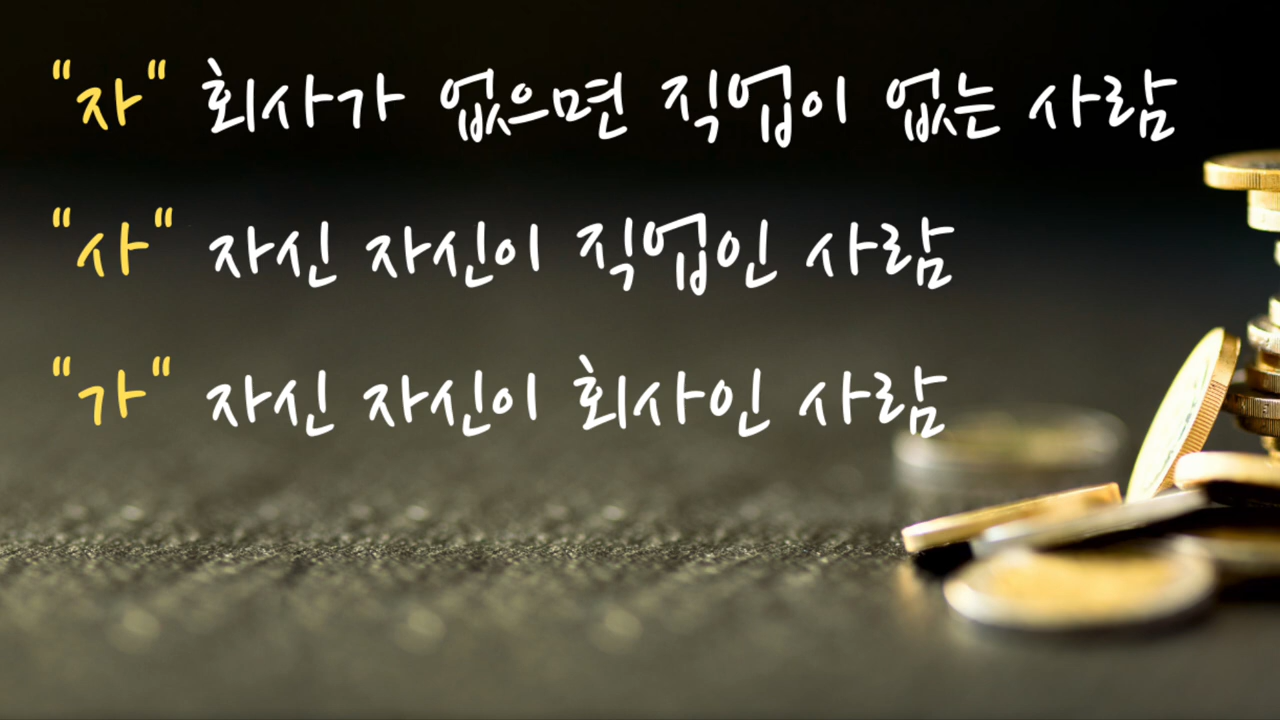 "자" 회사가 없으면 직업이 없는 사람
"사" 자신 자신이 직업인 사람
"가" 자신 자신이 회사인 사람